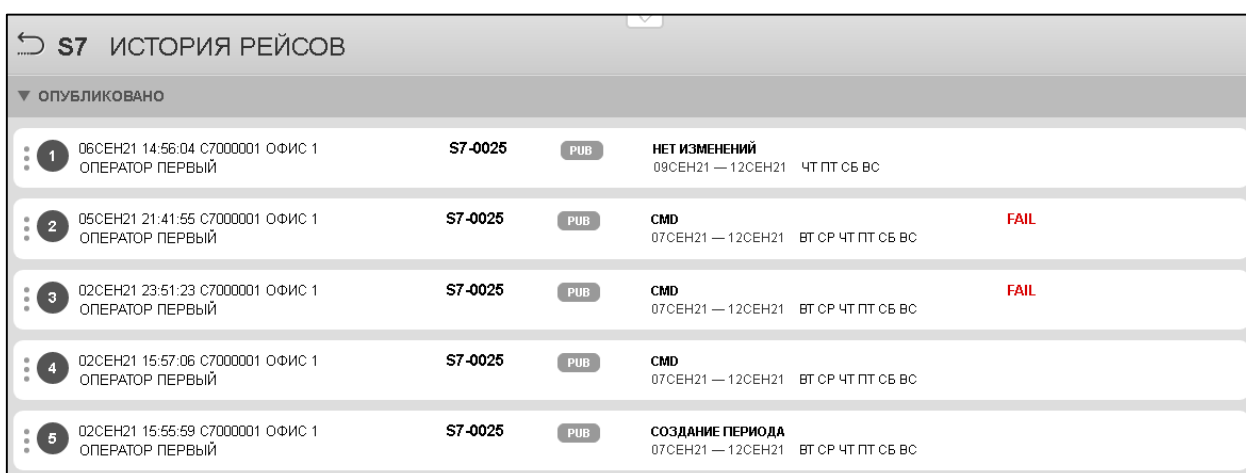 S7 ИСТОРИЯ РЕЙСОВ
ОПУБЛИКОВАНО
1 06СЕН21 14:56:04 С7000001 ОФИС 1 S7-0025 PUB НЕТ ИЗМЕНЕНИЙ
ОПЕРАТОР ПЕРВЫЙ 09СЕН21 — 12СЕН21 ЧТ ПТ СБ ВС
2 05СЕН21 21:41:55 С7000001 ОФИС 1 S7-0025 PUB CMD FAIL
ОПЕРАТОР ПЕРВЫЙ 07СЕН21 — 12СЕН21 ВТ СР ЧТ ПТ СБ ВС
3 02СЕН21 23:51:23 С7000001 ОФИС 1 S7-0025 PUB CMD FAIL
ОПЕРАТОР ПЕРВЫЙ 07СЕН21 — 12СЕН21 ВТ СР ЧТ ПТ СБ ВС
4 02СЕН21 15:57:06 С7000001 ОФИС 1 S7-0025 PUB CMD
ОПЕРАТОР ПЕРВЫЙ 07СЕН21 — 12СЕН21 ВТ СР ЧТ ПТ СБ ВС
5 02СЕН21 15:55:59 С7000001 ОФИС 1 S7-0025 PUB СОЗДАНИЕ ПЕРИОДА
ОПЕРАТОР ПЕРВЫЙ 07СЕН21 — 12СЕН21 ВТ СР ЧТ ПТ СБ ВС